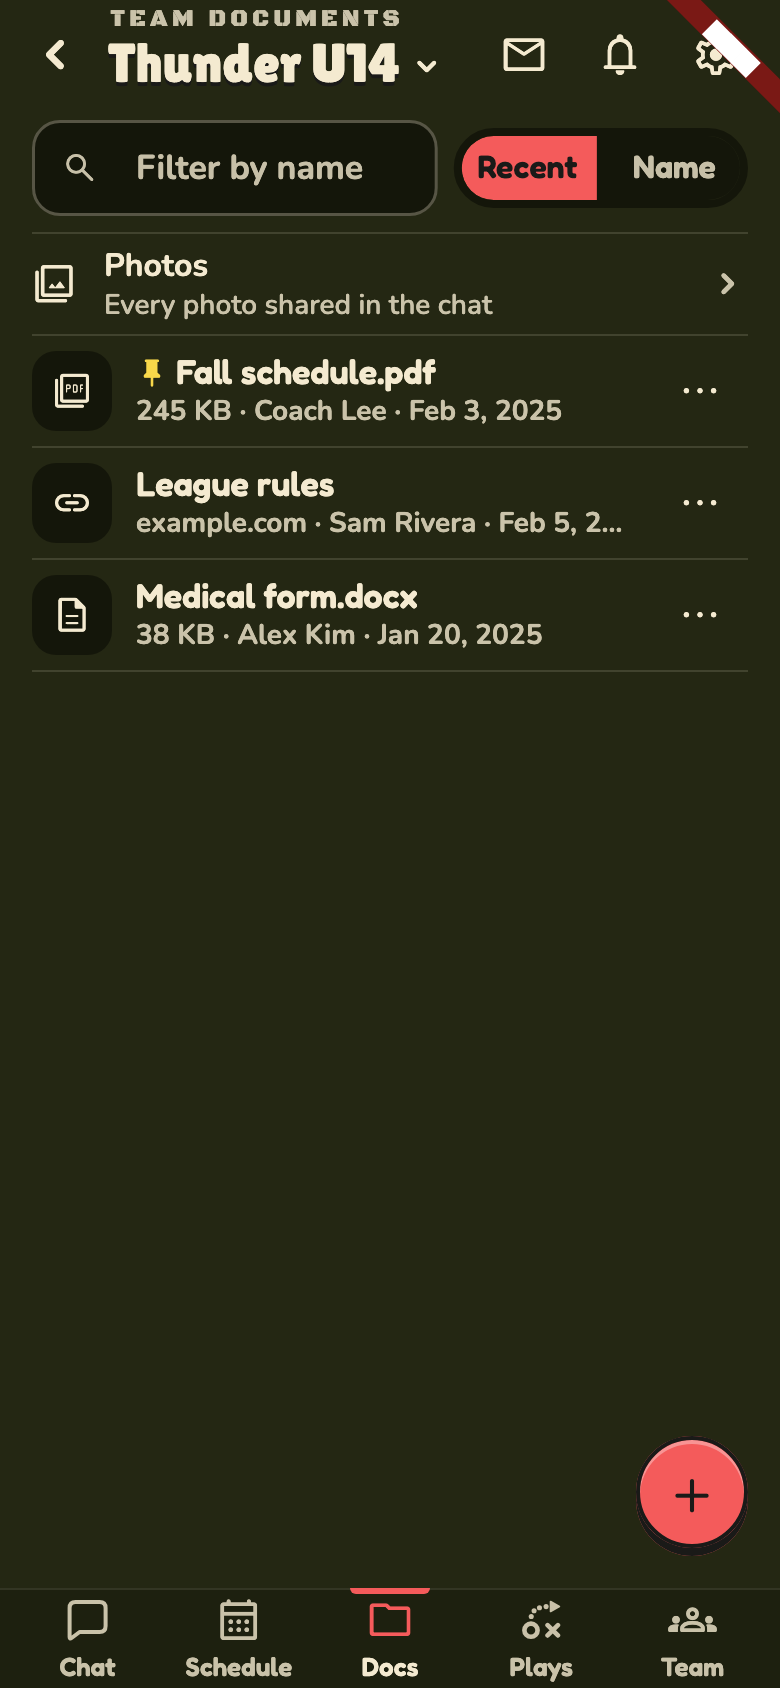 TEAM DOCUMENTS
Thunder U14
Filter by name
Recent
Name
Photos
Every photo shared in the chat
PDF
Fall schedule.pdf
245 KB · Coach Lee · Feb 3, 2025
League rules
example.com · Sam Rivera · Feb 5, 2...
Medical form.docx
38 KB · Alex Kim · Jan 20, 2025
Chat
Schedule
Docs
Plays
Team